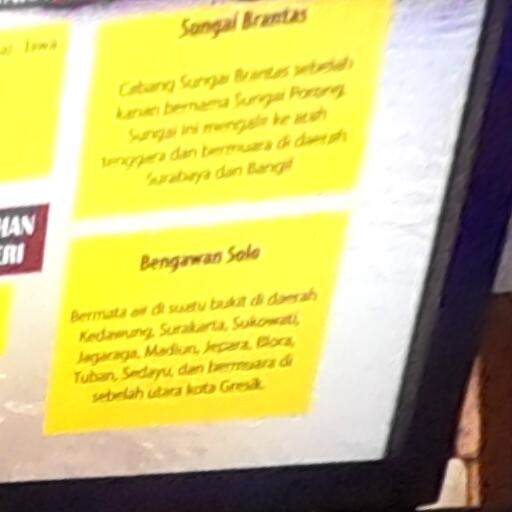 al Jawa
Sungai Brantas
Cabang Sungai Brantas sebelah
kanan bernama Sungai Porong,
Sungai ini mengalir ke arah
tenggara dan bermuara di daerah
Surabaya dan Bangil
HAN
ERI
Bengawan Solo
Bermata air di suatu bukit di daerah
Kedawung, Surakarta, Sukowati,
Jagaraga, Madiun, Jepara, Blora,
Tuban, Sedayu, dan bermuara di
sebelah utara kota Gresik.